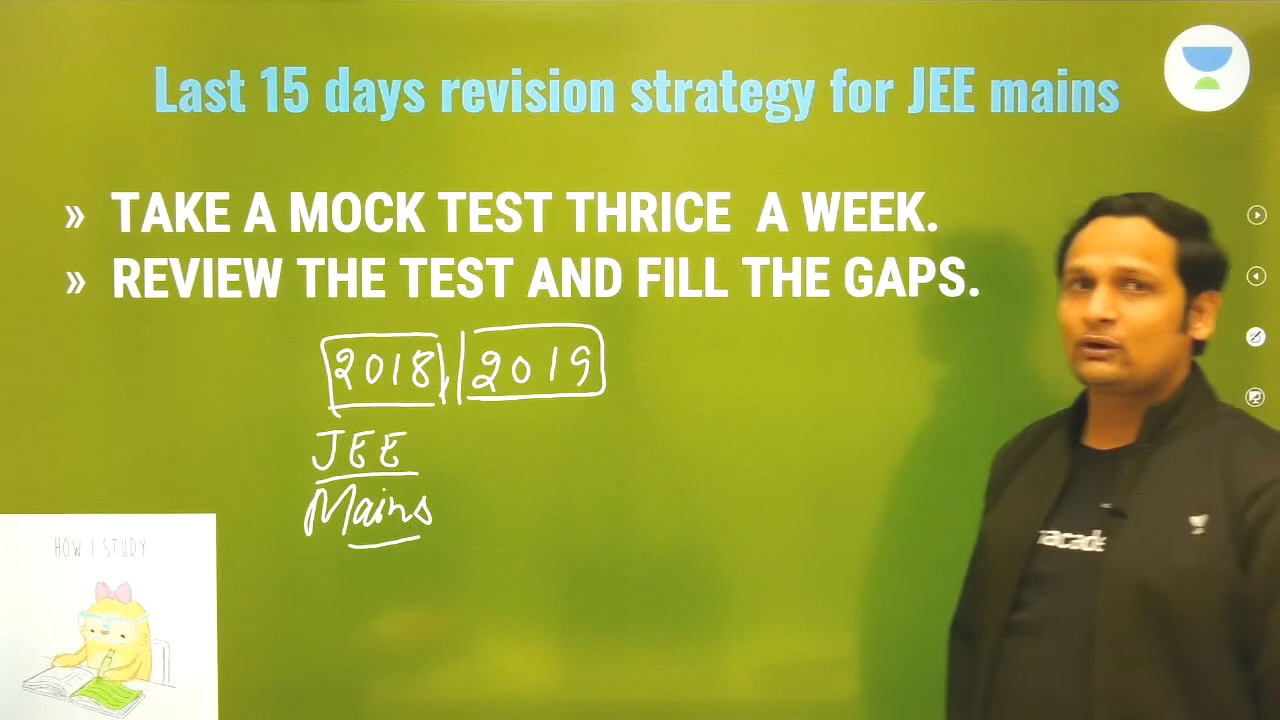 Last 15 days revision strategy for JEE mains
» TAKE A MOCK TEST THRICE A WEEK.
» REVIEW THE TEST AND FILL THE GAPS.
2018, 2019
JEE
Mains
HOW I STUDY
nacade